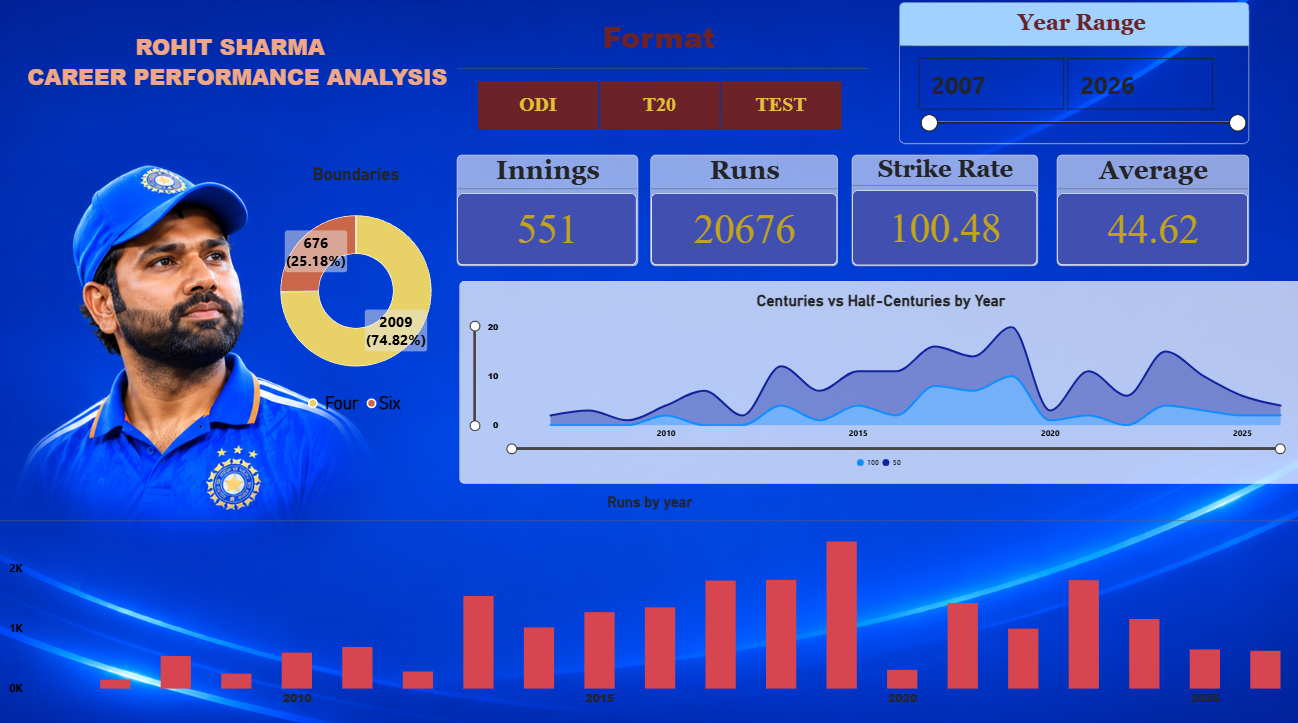 ROHIT SHARMA
CAREER PERFORMANCE ANALYSIS
Format
ODI
T20
TEST
Year Range
2007
2026
Innings
551
Runs
20676
Strike Rate
100.48
Average
44.62
Boundaries
676
(25.18%)
2009
(74.82%)
Four
Six
Centuries vs Half-Centuries by Year
20
10
0
2010
2015
2020
2025
100
50
Runs by year
2K
1K
0K
2010
2015
2020
2025